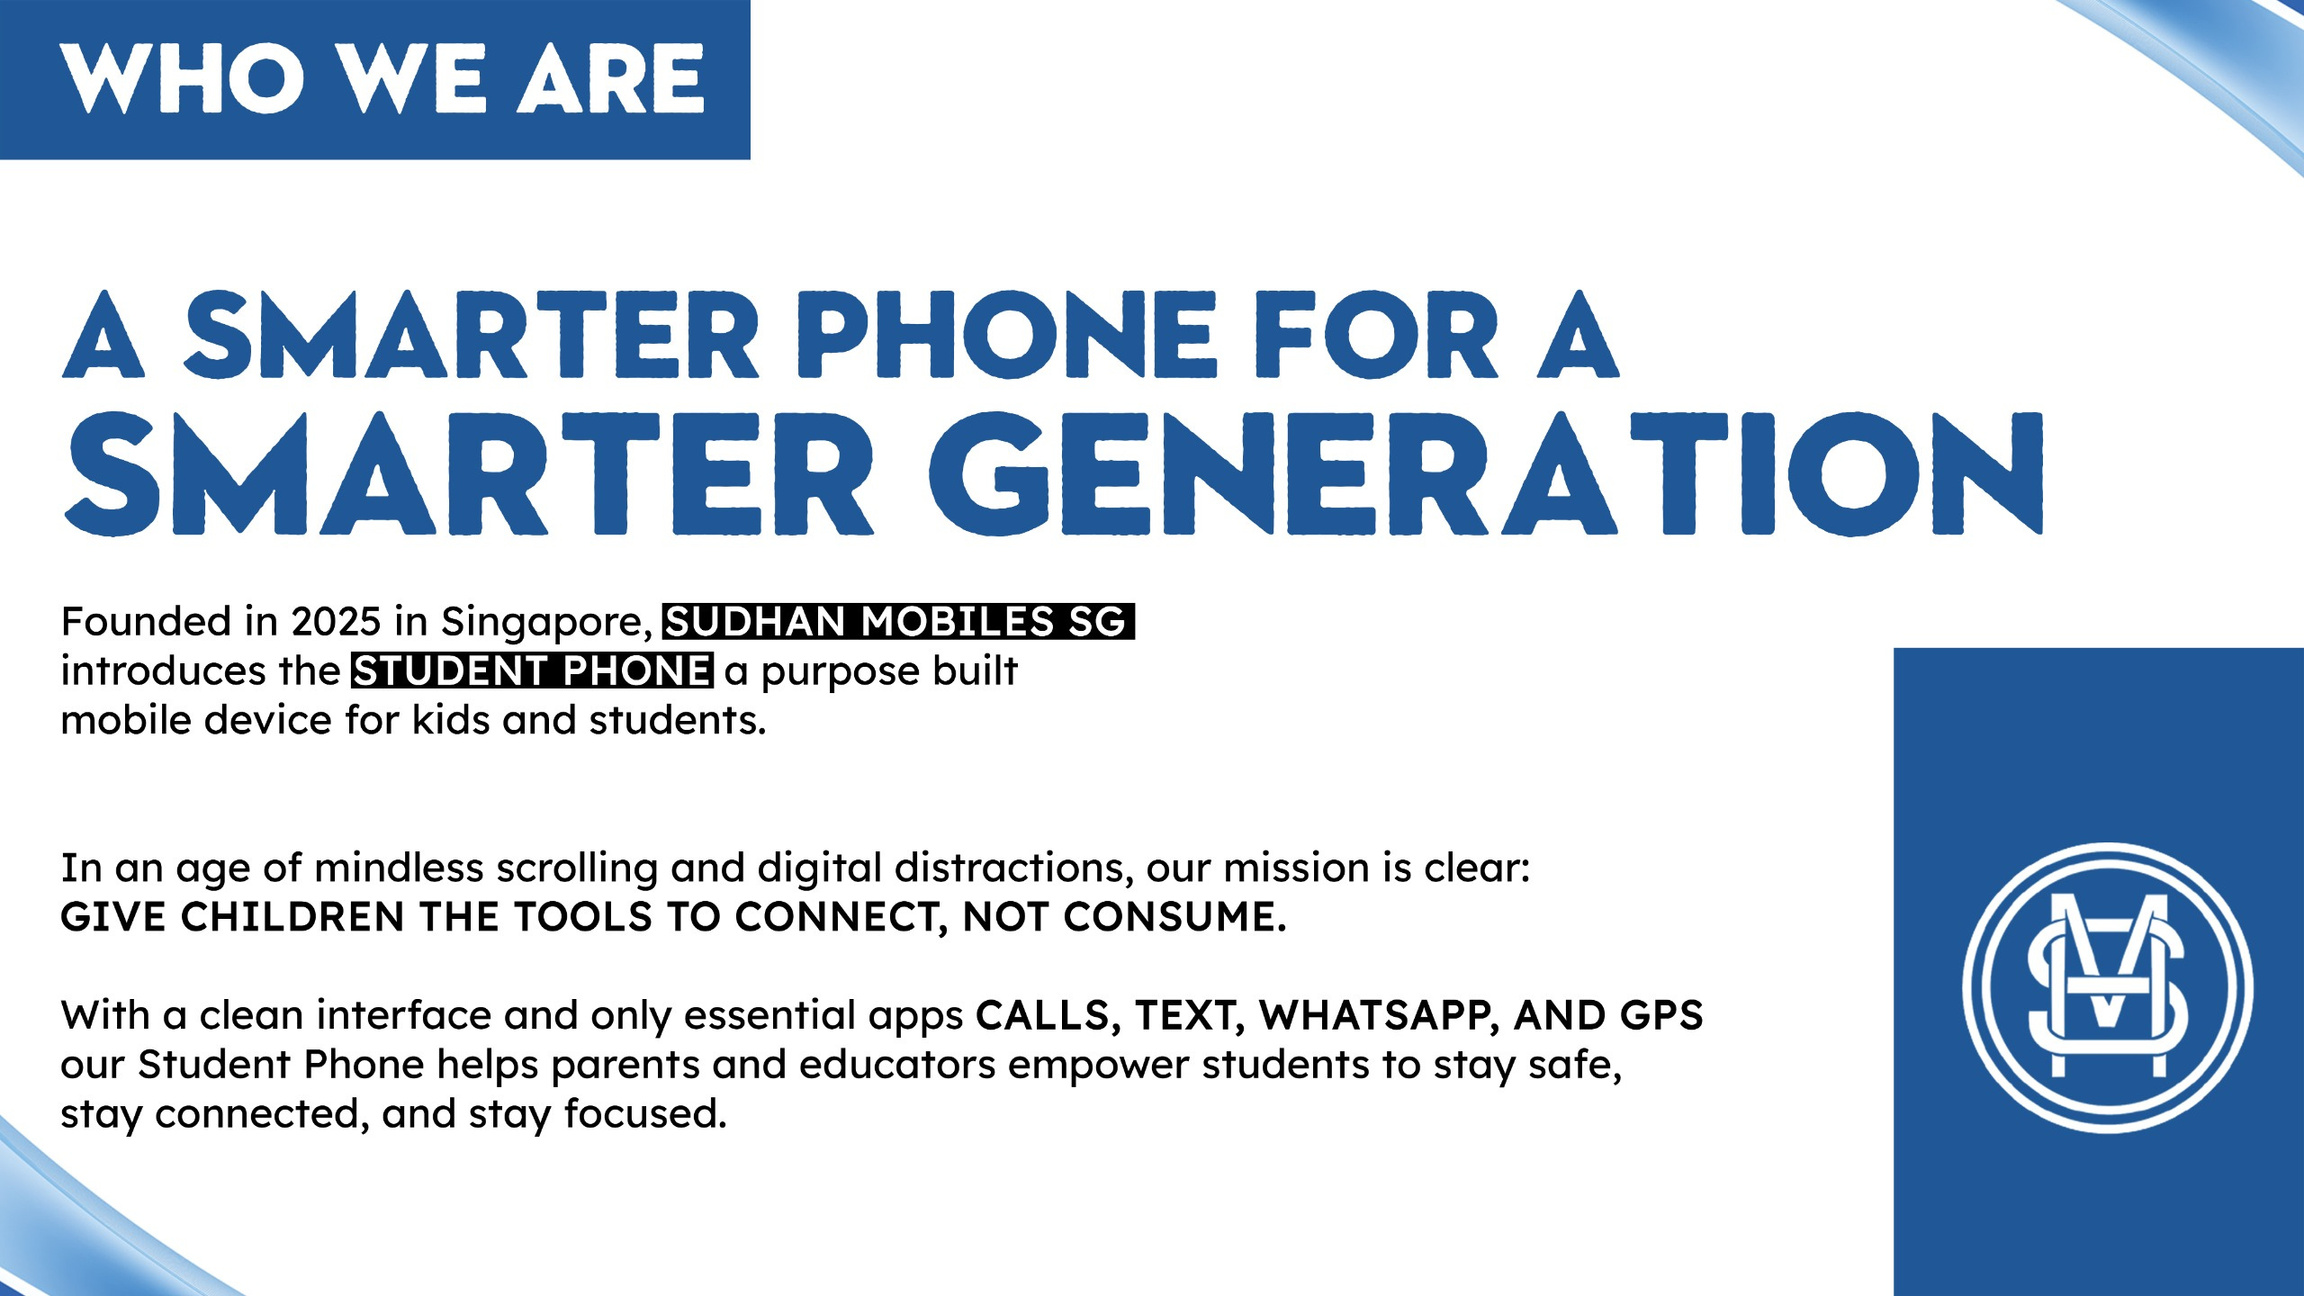 WHO WE ARE
A SMARTER PHONE FOR A
SMARTER GENERATION
Founded in 2025 in Singapore, SUDHAN MOBILES SG
introduces the STUDENT PHONE a purpose built
mobile device for kids and students.
In an age of mindless scrolling and digital distractions, our mission is clear:
GIVE CHILDREN THE TOOLS TO CONNECT, NOT CONSUME.
With a clean interface and only essential apps CALLS, TEXT, WHATSAPP, AND GPS
our Student Phone helps parents and educators empower students to stay safe,
stay connected, and stay focused.